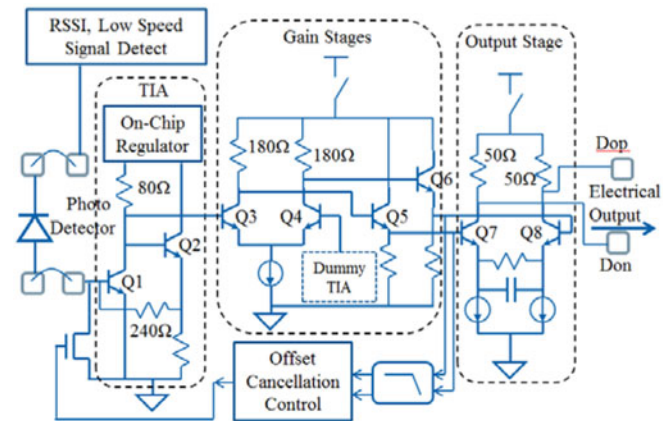 RSSI, Low Speed
Signal Detect
Gain Stages
Output Stage
TIA
On-Chip
Regulator
80Ω
180Ω
180Ω
50Ω
50Ω
Dop
Photo
Detector
Electrical
Output
Don
Q1
Q2
Q3
Q4
Q5
Q6
Q7
Q8
Dummy
TIA
240Ω
Offset
Cancellation
Control